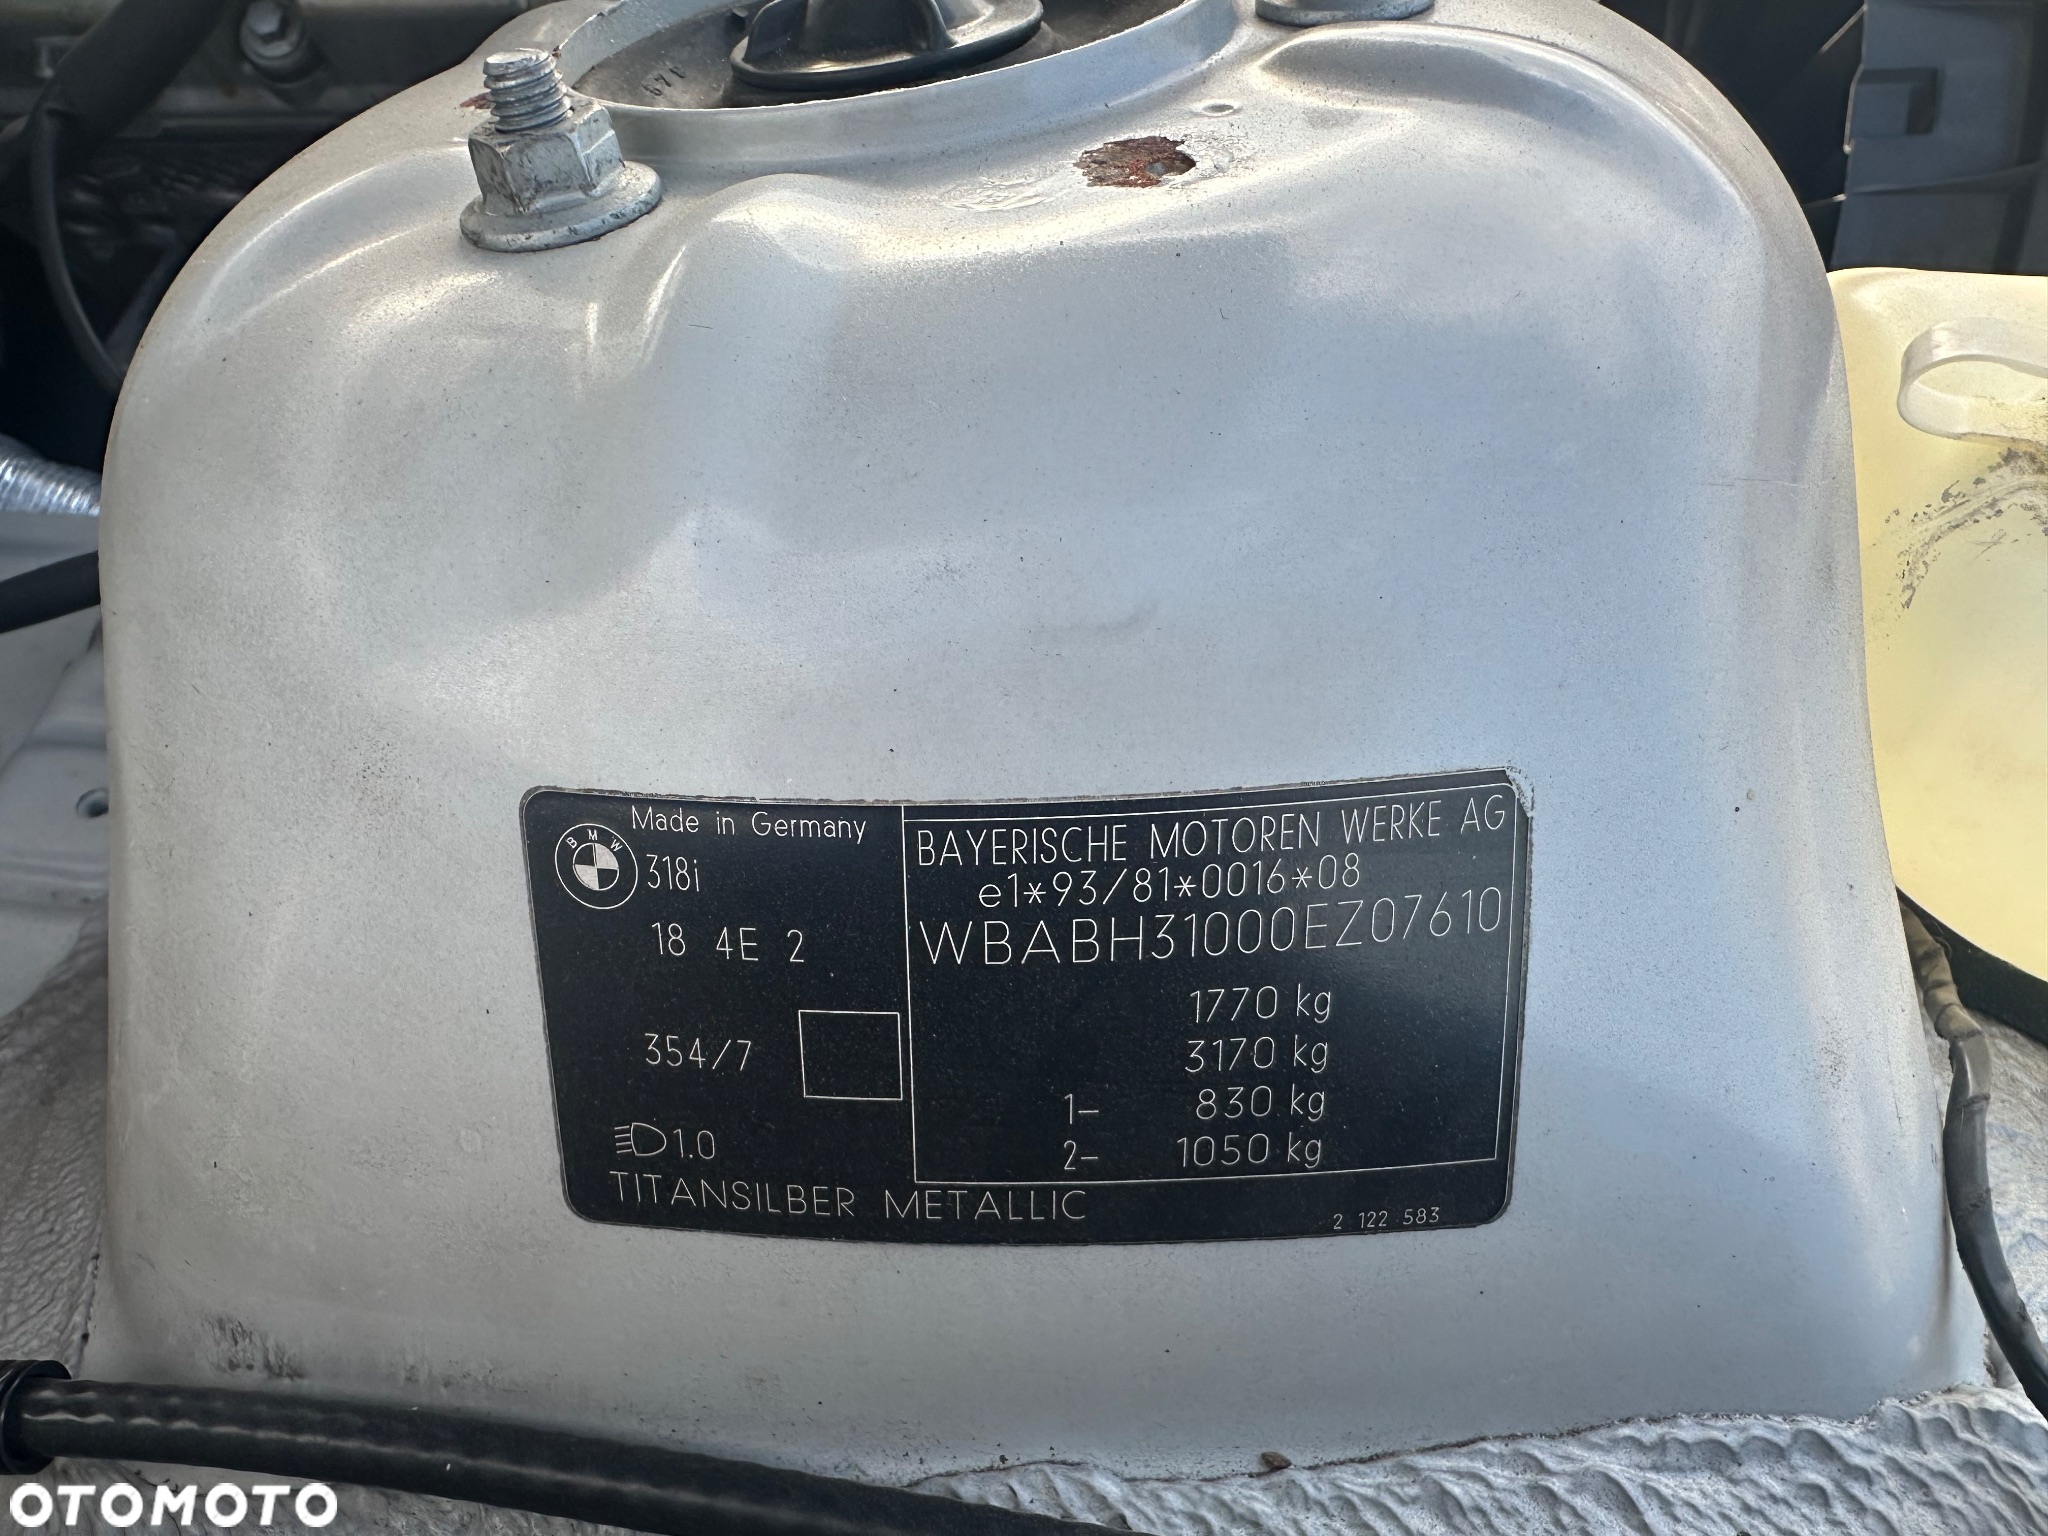 Made in Germany
BMW
318i
18 4E 2
354/7
1.0
TITANSILBER METALLIC
BAYERISCHE MOTOREN WERKE AG
e1*93/81*0016*08
WBABH31000EZ07610
1770 kg
3170 kg
1- 830 kg
2- 1050 kg
2 122 583
OTOMOTO